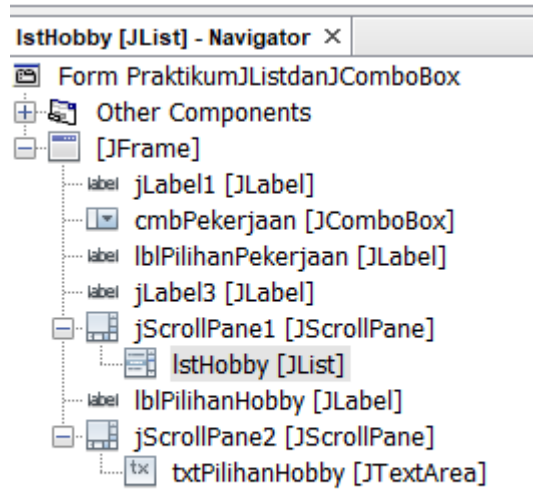 lstHobby [JList] - Navigator ×
Form PraktikumJListdanJComboBox
Other Components
[JFrame]
label jLabel1 [JLabel]
cmbPekerjaan [JComboBox]
label lblPilihanPekerjaan [JLabel]
label jLabel3 [JLabel]
jScrollPane1 [JScrollPane]
lstHobby [JList]
label lblPilihanHobby [JLabel]
jScrollPane2 [JScrollPane]
tx txtPilihanHobby [JTextArea]